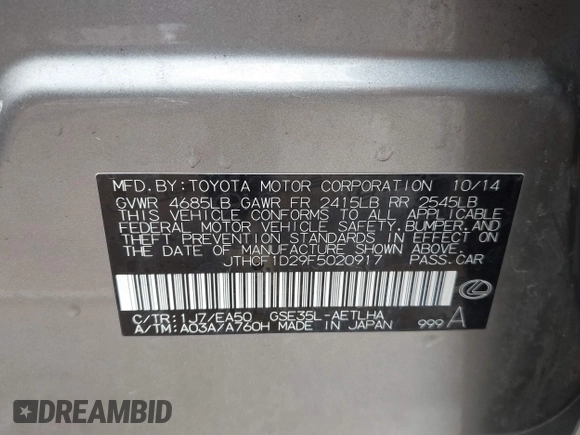 MFD. BY: TOYOTA MOTOR CORPORATION 10/14
GVWR 4685LB GAWR FR 2415LB RR 2545LB
THIS VEHICLE CONFORMS TO ALL APPLICABLE
FEDERAL MOTOR VEHICLE SAFETY, BUMPER, AND
THEFT PREVENTION STANDARDS IN EFFECT ON
THE DATE OF MANUFACTURE SHOWN ABOVE.
JTHCF1D29F5020917 PASS. CAR
C/TR: 1J7/EA50 GSE35L-AETLHA
A/TM: A03A/A760H MADE IN JAPAN 999 A
DREAMBID